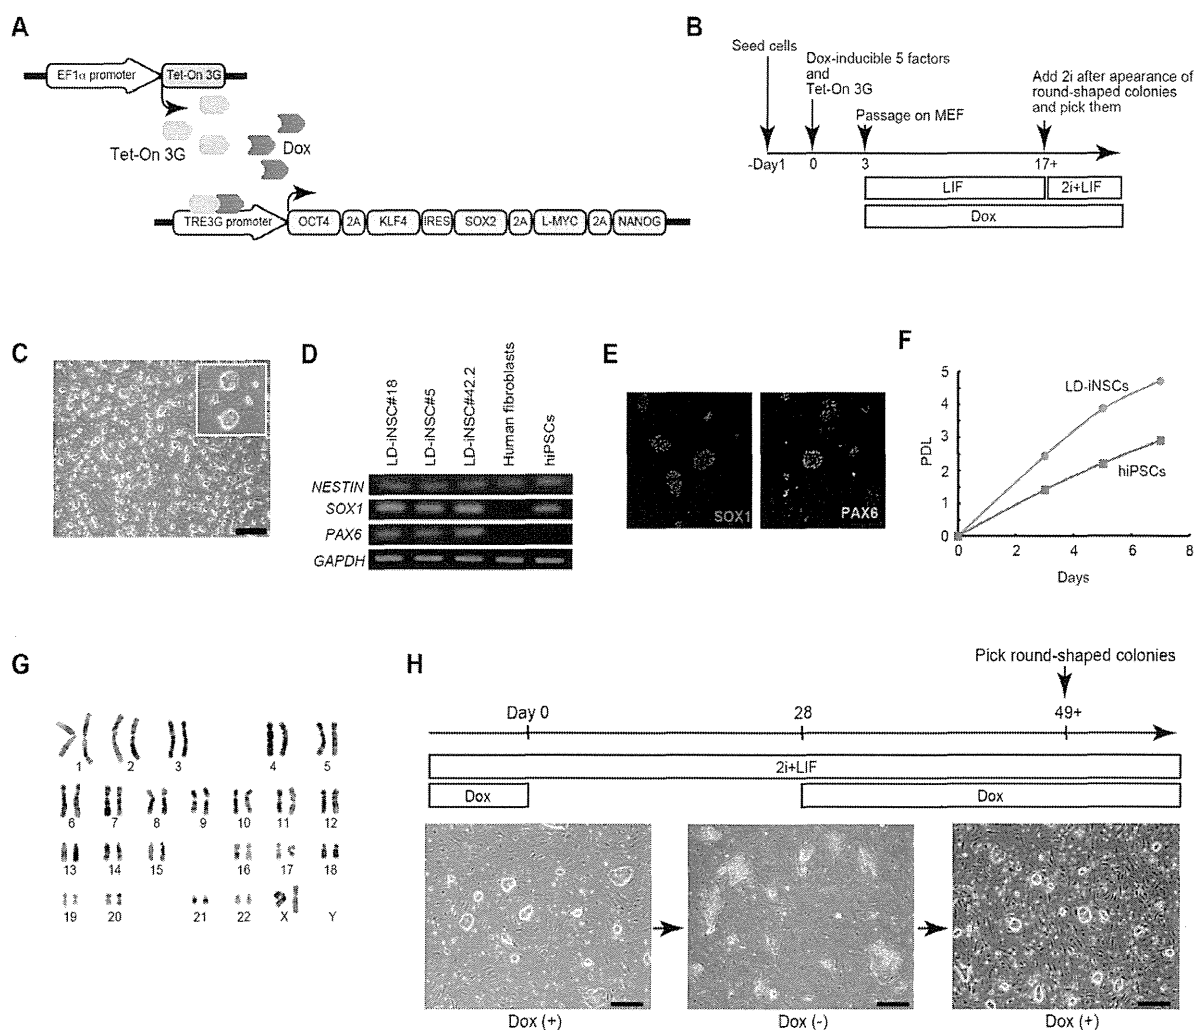 A
EF1α promoter
Tet-On 3G
Tet-On 3G
Dox
TRE3G promoter
OCT4
2A
KLF4
IRES
SOX2
2A
L-MYC
2A
NANOG
B
Seed cells
Dox-inducible 5 factors
and
Tet-On 3G
Passage on MEF
Add 2i after apearance of
round-shaped colonies
and pick them
-Day1
0
3
17+
LIF
2i+LIF
Dox
C
D
LD-iNSC#18
LD-iNSC#5
LD-iNSC#42.2
Human fibroblasts
hiPSCs
NESTIN
SOX1
PAX6
GAPDH
E
SOX1
PAX6
F
5
4
3
2
1
0
PDL
LD-iNSCs
hiPSCs
0 2 4 6 8
Days
G
1 2 3 4 5
6 7 8 9 10 11 12
13 14 15 16 17 18
19 20 21 22 X Y
H
Pick round-shaped colonies
Day 0
28
49+
2i+LIF
Dox
Dox
Dox (+)
Dox (-)
Dox (+)